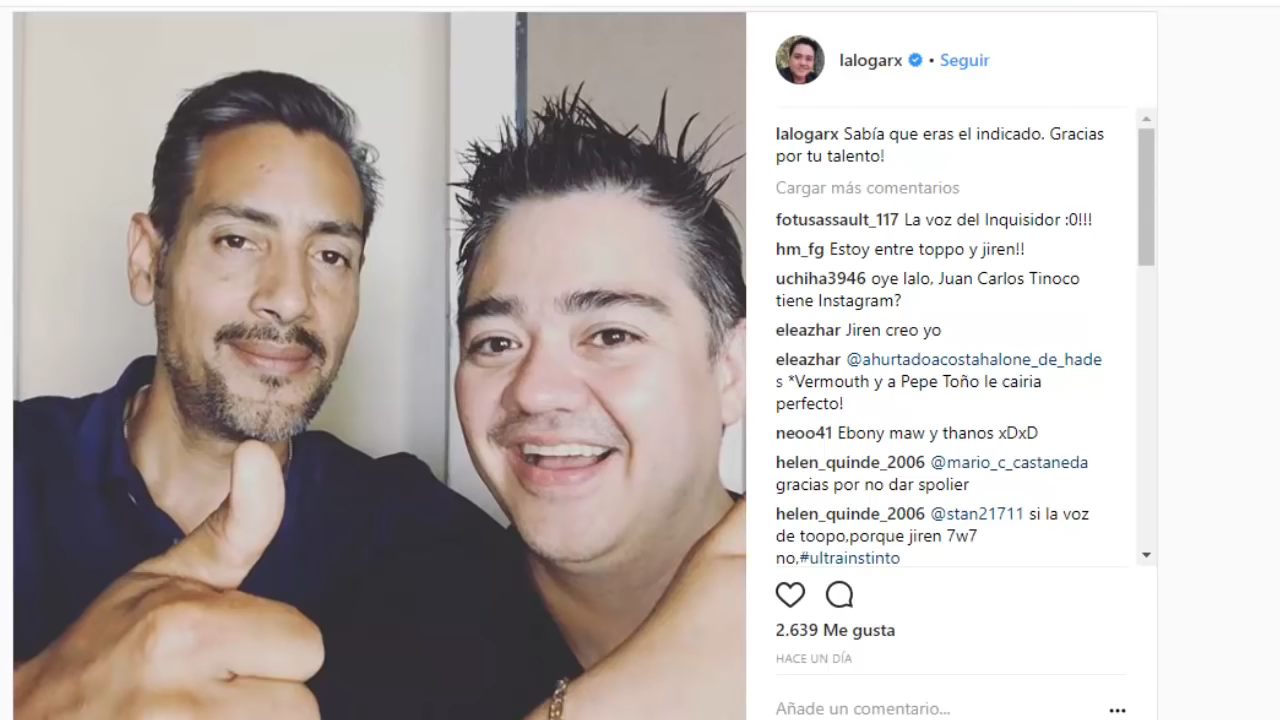 lalogarx • Seguir
lalogarx Sabía que eras el indicado. Gracias
por tu talento!
Cargar más comentarios
fotusassault_117 La voz del Inquisidor :0!!!
hm_fg Estoy entre toppo y jiren!!
uchiha3946 oye lalo, Juan Carlos Tinoco
tiene Instagram?
eleazhar Jiren creo yo
eleazhar @ahurtadoacostahalone_de_hade
s *Vermouth y a Pepe Toño le cairia
perfecto!
neoo41 Ebony maw y thanos xDxD
helen_quinde_2006 @mario_c_castaneda
gracias por no dar spolier
helen_quinde_2006 @stan21711 si la voz
de toopo,porque jiren 7w7
no,#ultrainstinto
2.639 Me gusta
HACE UN DÍA
Añade un comentario...